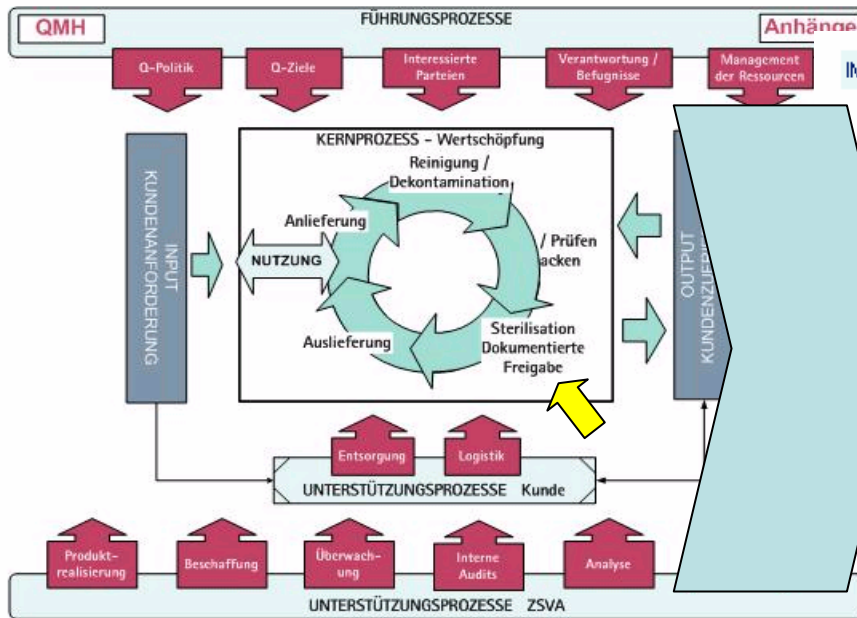 FÜHRUNGSPROZESSE
QMH
Anhänge
Q-Politik
Q-Ziele
Interessierte
Parteien
Verantwortung /
Befugnisse
Management
der Ressourcen
KERNPROZESS - Wertschöpfung
Reinigung /
Dekontamination
Anlieferung
NUTZUNG
/ Prüfen
acken
Sterilisation
Dokumentierte
Freigabe
Auslieferung
INPUT
KUNDENANFORDERUNG
OUTPUT
Entsorgung
Logistik
UNTERSTÜTZUNGSPROZESSE Kunde
Produkt-
realisierung
Beschaffung
Überwach-
ung
Interne
Audits
Analyse
UNTERSTÜTZUNGSPROZESSE ZSVA